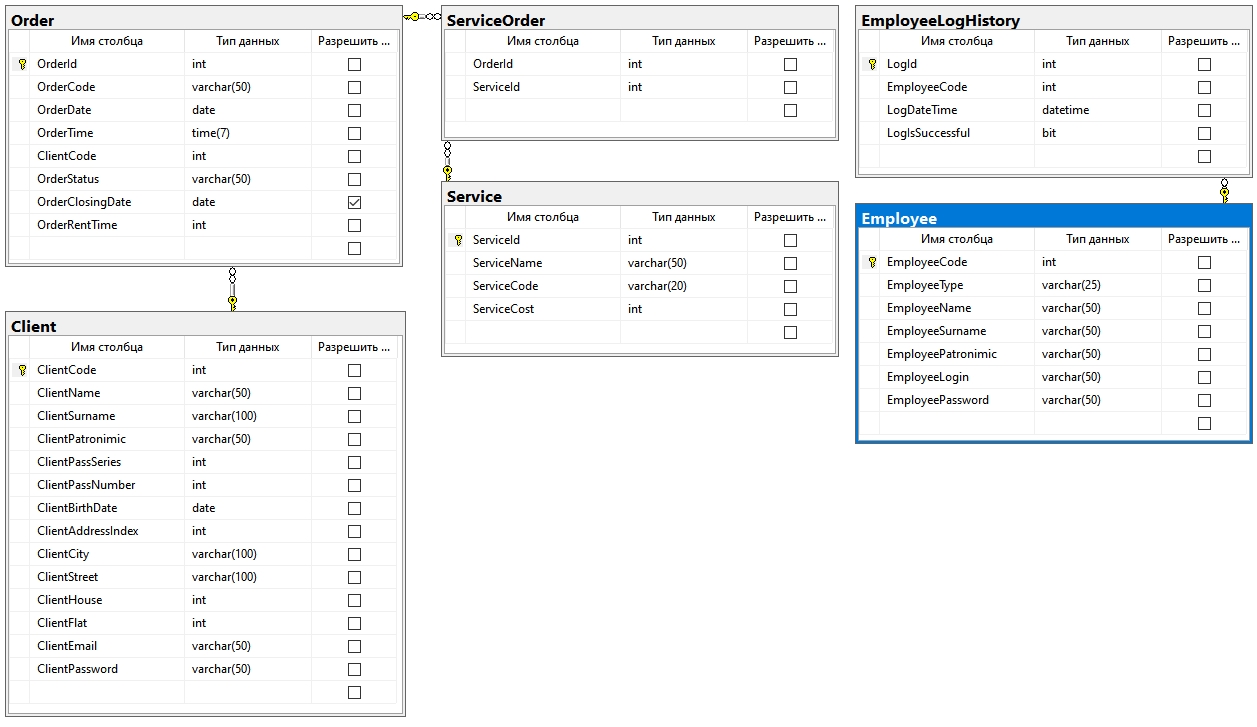 Order
Имя столбца Тип данных Разрешить ...
OrderId int
OrderCode varchar(50)
OrderDate date
OrderTime time(7)
ClientCode int
OrderStatus varchar(50)
OrderClosingDate date
OrderRentTime int
Client
Имя столбца Тип данных Разрешить ...
ClientCode int
ClientName varchar(50)
ClientSurname varchar(100)
ClientPatronimic varchar(50)
ClientPassSeries int
ClientPassNumber int
ClientBirthDate date
ClientAddressIndex int
ClientCity varchar(100)
ClientStreet varchar(100)
ClientHouse int
ClientFlat int
ClientEmail varchar(50)
ClientPassword varchar(50)
ServiceOrder
Имя столбца Тип данных Разрешить ...
OrderId int
ServiceId int
Service
Имя столбца Тип данных Разрешить ...
ServiceId int
ServiceName varchar(50)
ServiceCode varchar(20)
ServiceCost int
EmployeeLogHistory
Имя столбца Тип данных Разрешить ...
LogId int
EmployeeCode int
LogDateTime datetime
LogIsSuccessful bit
Employee
Имя столбца Тип данных Разрешить ...
EmployeeCode int
EmployeeType varchar(25)
EmployeeName varchar(50)
EmployeeSurname varchar(50)
EmployeePatronimic varchar(50)
EmployeeLogin varchar(50)
EmployeePassword varchar(50)